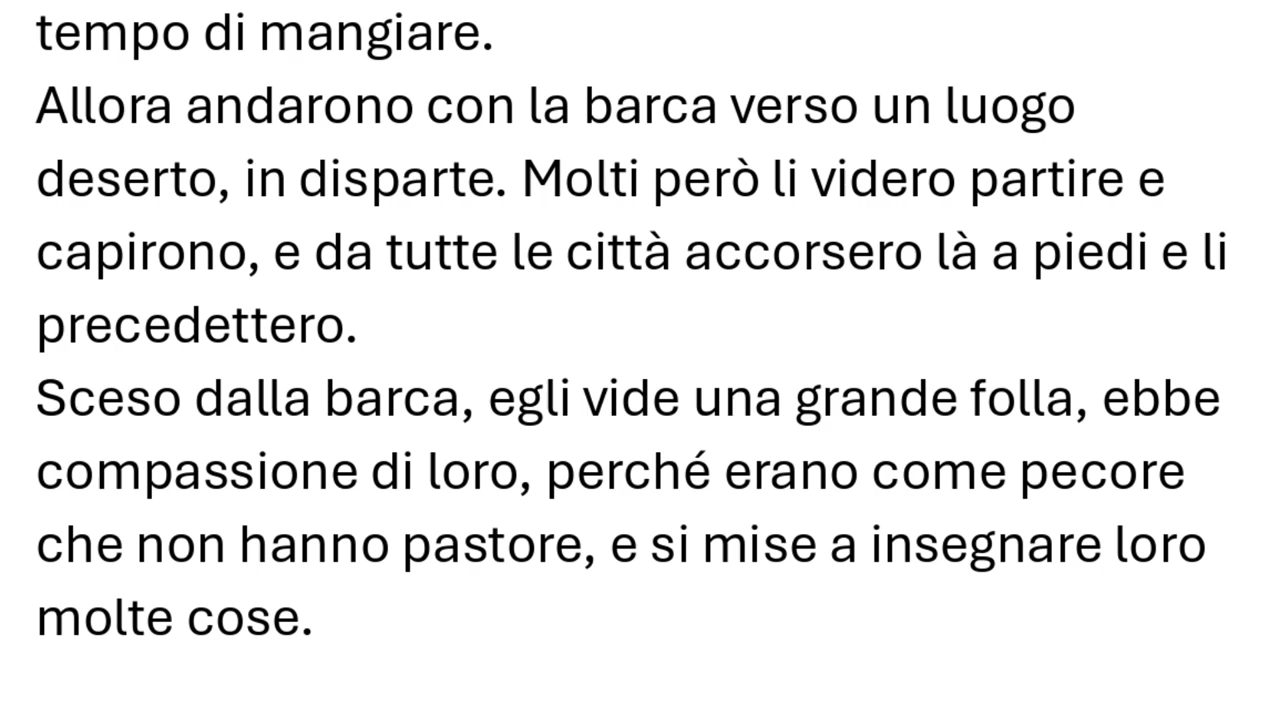 tempo di mangiare.
Allora andarono con la barca verso un luogo
deserto, in disparte. Molti però li videro partire e
capirono, e da tutte le città accorsero là a piedi e li
precedettero.
Sceso dalla barca, egli vide una grande folla, ebbe
compassione di loro, perché erano come pecore
che non hanno pastore, e si mise a insegnare loro
molte cose.